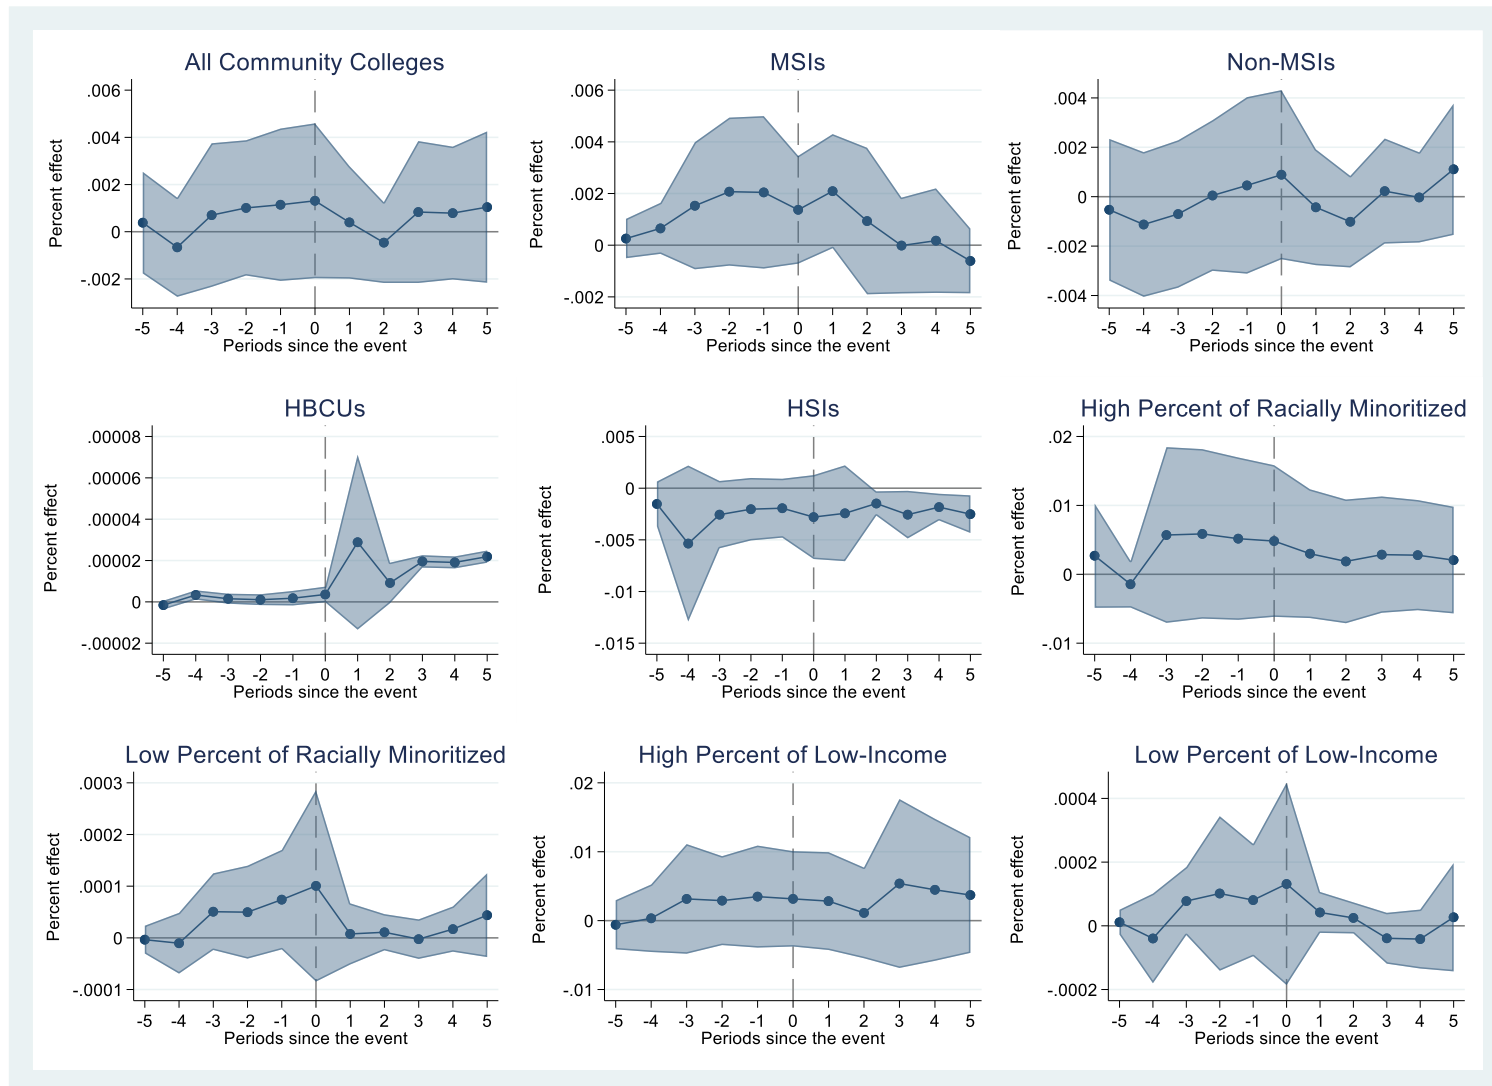 All Community Colleges
Percent effect
.006
.004
.002
0
-.002
-5 -4 -3 -2 -1 0 1 2 3 4 5
Periods since the event
MSIs
Percent effect
.006
.004
.002
0
-.002
-5 -4 -3 -2 -1 0 1 2 3 4 5
Periods since the event
Non-MSIs
Percent effect
.004
.002
0
-.002
-.004
-5 -4 -3 -2 -1 0 1 2 3 4 5
Periods since the event
HBCUs
Percent effect
.00008
.00006
.00004
.00002
0
-.00002
-5 -4 -3 -2 -1 0 1 2 3 4 5
Periods since the event
HSIs
Percent effect
.005
0
-.005
-.01
-.015
-5 -4 -3 -2 -1 0 1 2 3 4 5
Periods since the event
High Percent of Racially Minoritized
Percent effect
.02
.01
0
-.01
-5 -4 -3 -2 -1 0 1 2 3 4 5
Periods since the event
Low Percent of Racially Minoritized
Percent effect
.0003
.0002
.0001
0
-.0001
-5 -4 -3 -2 -1 0 1 2 3 4 5
Periods since the event
High Percent of Low-Income
Percent effect
.02
.01
0
-.01
-5 -4 -3 -2 -1 0 1 2 3 4 5
Periods since the event
Low Percent of Low-Income
Percent effect
.0004
.0002
0
-.0002
-5 -4 -3 -2 -1 0 1 2 3 4 5
Periods since the event